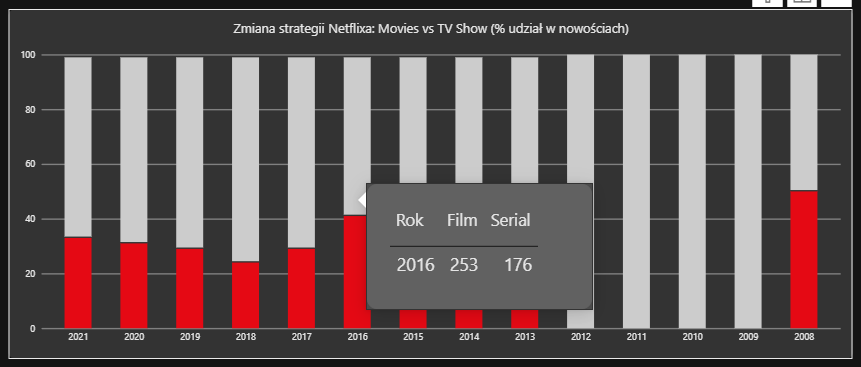 Zmiana strategii Netflixa: Movies vs TV Show (% udział w nowościach)
100
80
60
40
20
0
Rok Film Serial
2016 253 176
2021 2020 2019 2018 2017 2016 2015 2014 2013 2012 2011 2010 2009 2008